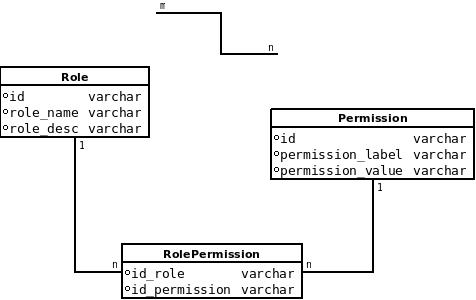 m
n
Role
id varchar
role_name varchar
role_desc varchar
1
Permission
id varchar
permission_label varchar
permission_value varchar
1
n
n
RolePermission
id_role varchar
id_permission varchar